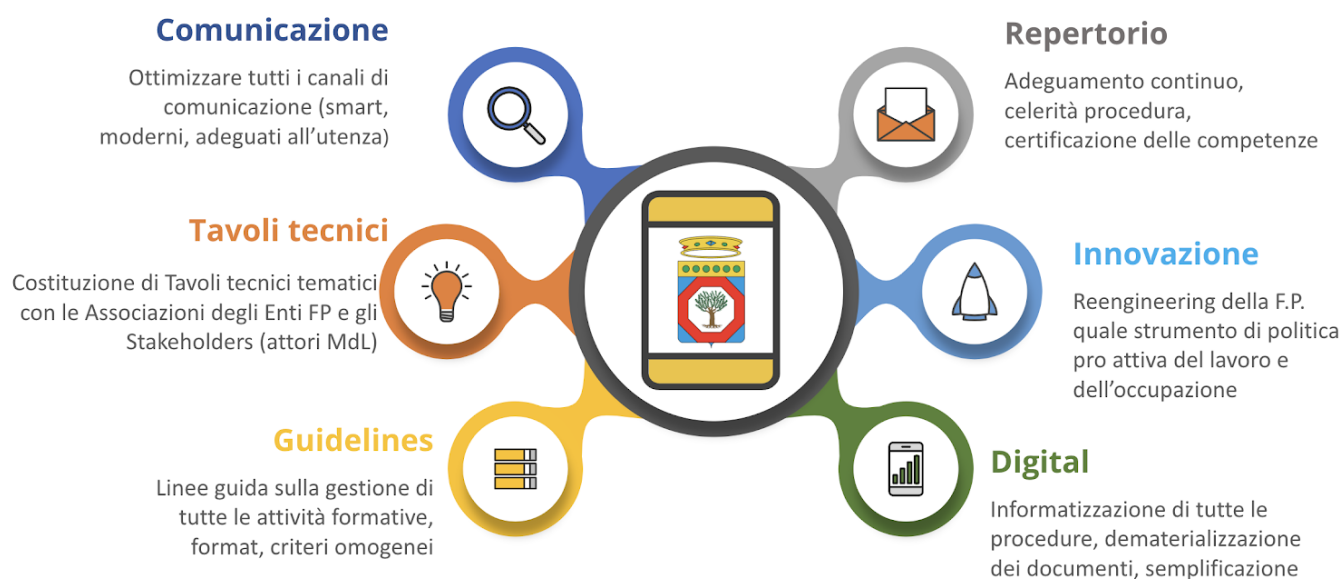 Comunicazione
Ottimizzare tutti i canali di
comunicazione (smart,
moderni, adeguati all’utenza)
Tavoli tecnici
Costituzione di Tavoli tecnici tematici
con le Associazioni degli Enti FP e gli
Stakeholders (attori MdL)
Guidelines
Linee guida sulla gestione di
tutte le attività formative,
format, criteri omogenei
Repertorio
Adeguamento continuo,
celerità procedura,
certificazione delle competenze
Innovazione
Reengineering della F.P.
quale strumento di politica
pro attiva del lavoro e
dell’occupazione
Digital
Informatizzazione di tutte le
procedure, dematerializzazione
dei documenti, semplificazione